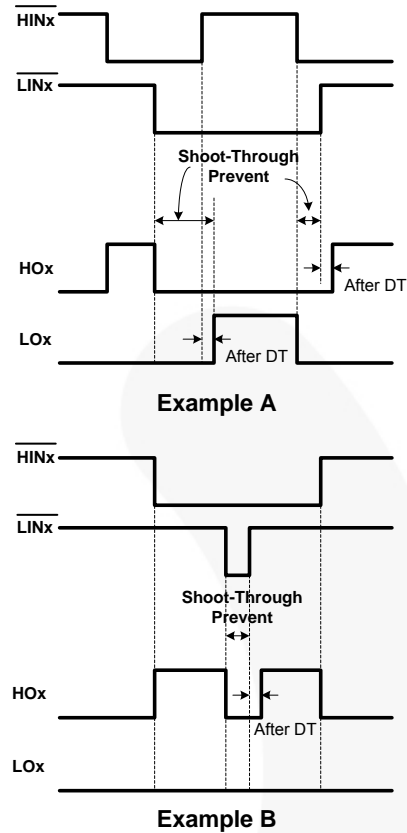 HINx
LINx
Shoot-Through
Prevent
HOx
After DT
LOx
After DT
Example A
HINx
LINx
Shoot-Through
Prevent
HOx
After DT
LOx
Example B